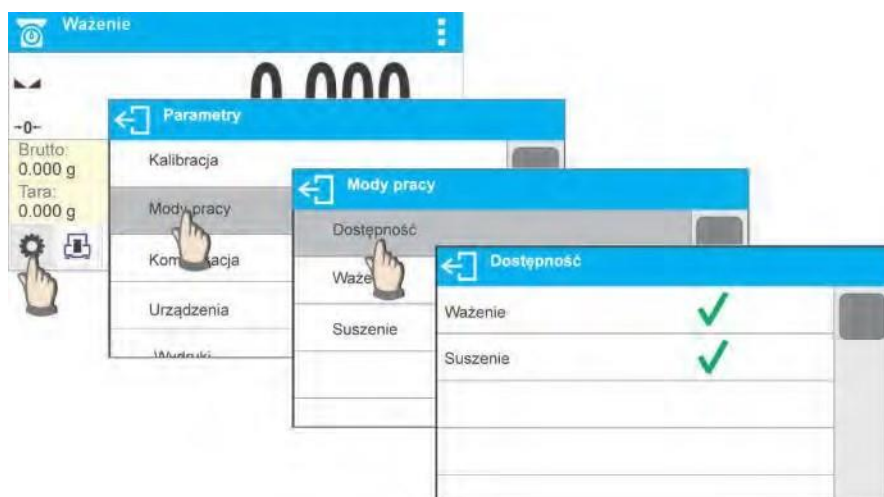 Ważenie
0.000
-0-
Brutto:
0.000 g
Tara:
0.000 g
Parametry
Kalibracja
Mody pracy
Urządzenia
Wydruki
Mody pracy
Dostępność
Suszenie
Dostępność
Ważenie
Suszenie